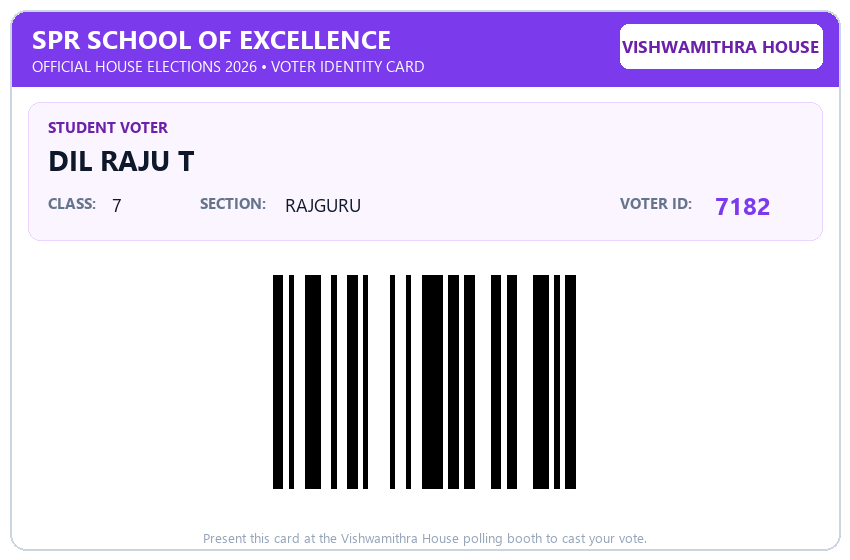 SPR SCHOOL OF EXCELLENCE
OFFICIAL HOUSE ELECTIONS 2026 • VOTER IDENTITY CARD
VISHWAMITHRA HOUSE
STUDENT VOTER
DIL RAJU T
CLASS: 7 SECTION: RAJGURU VOTER ID: 7182
Present this card at the Vishwamithra House polling booth to cast your vote.